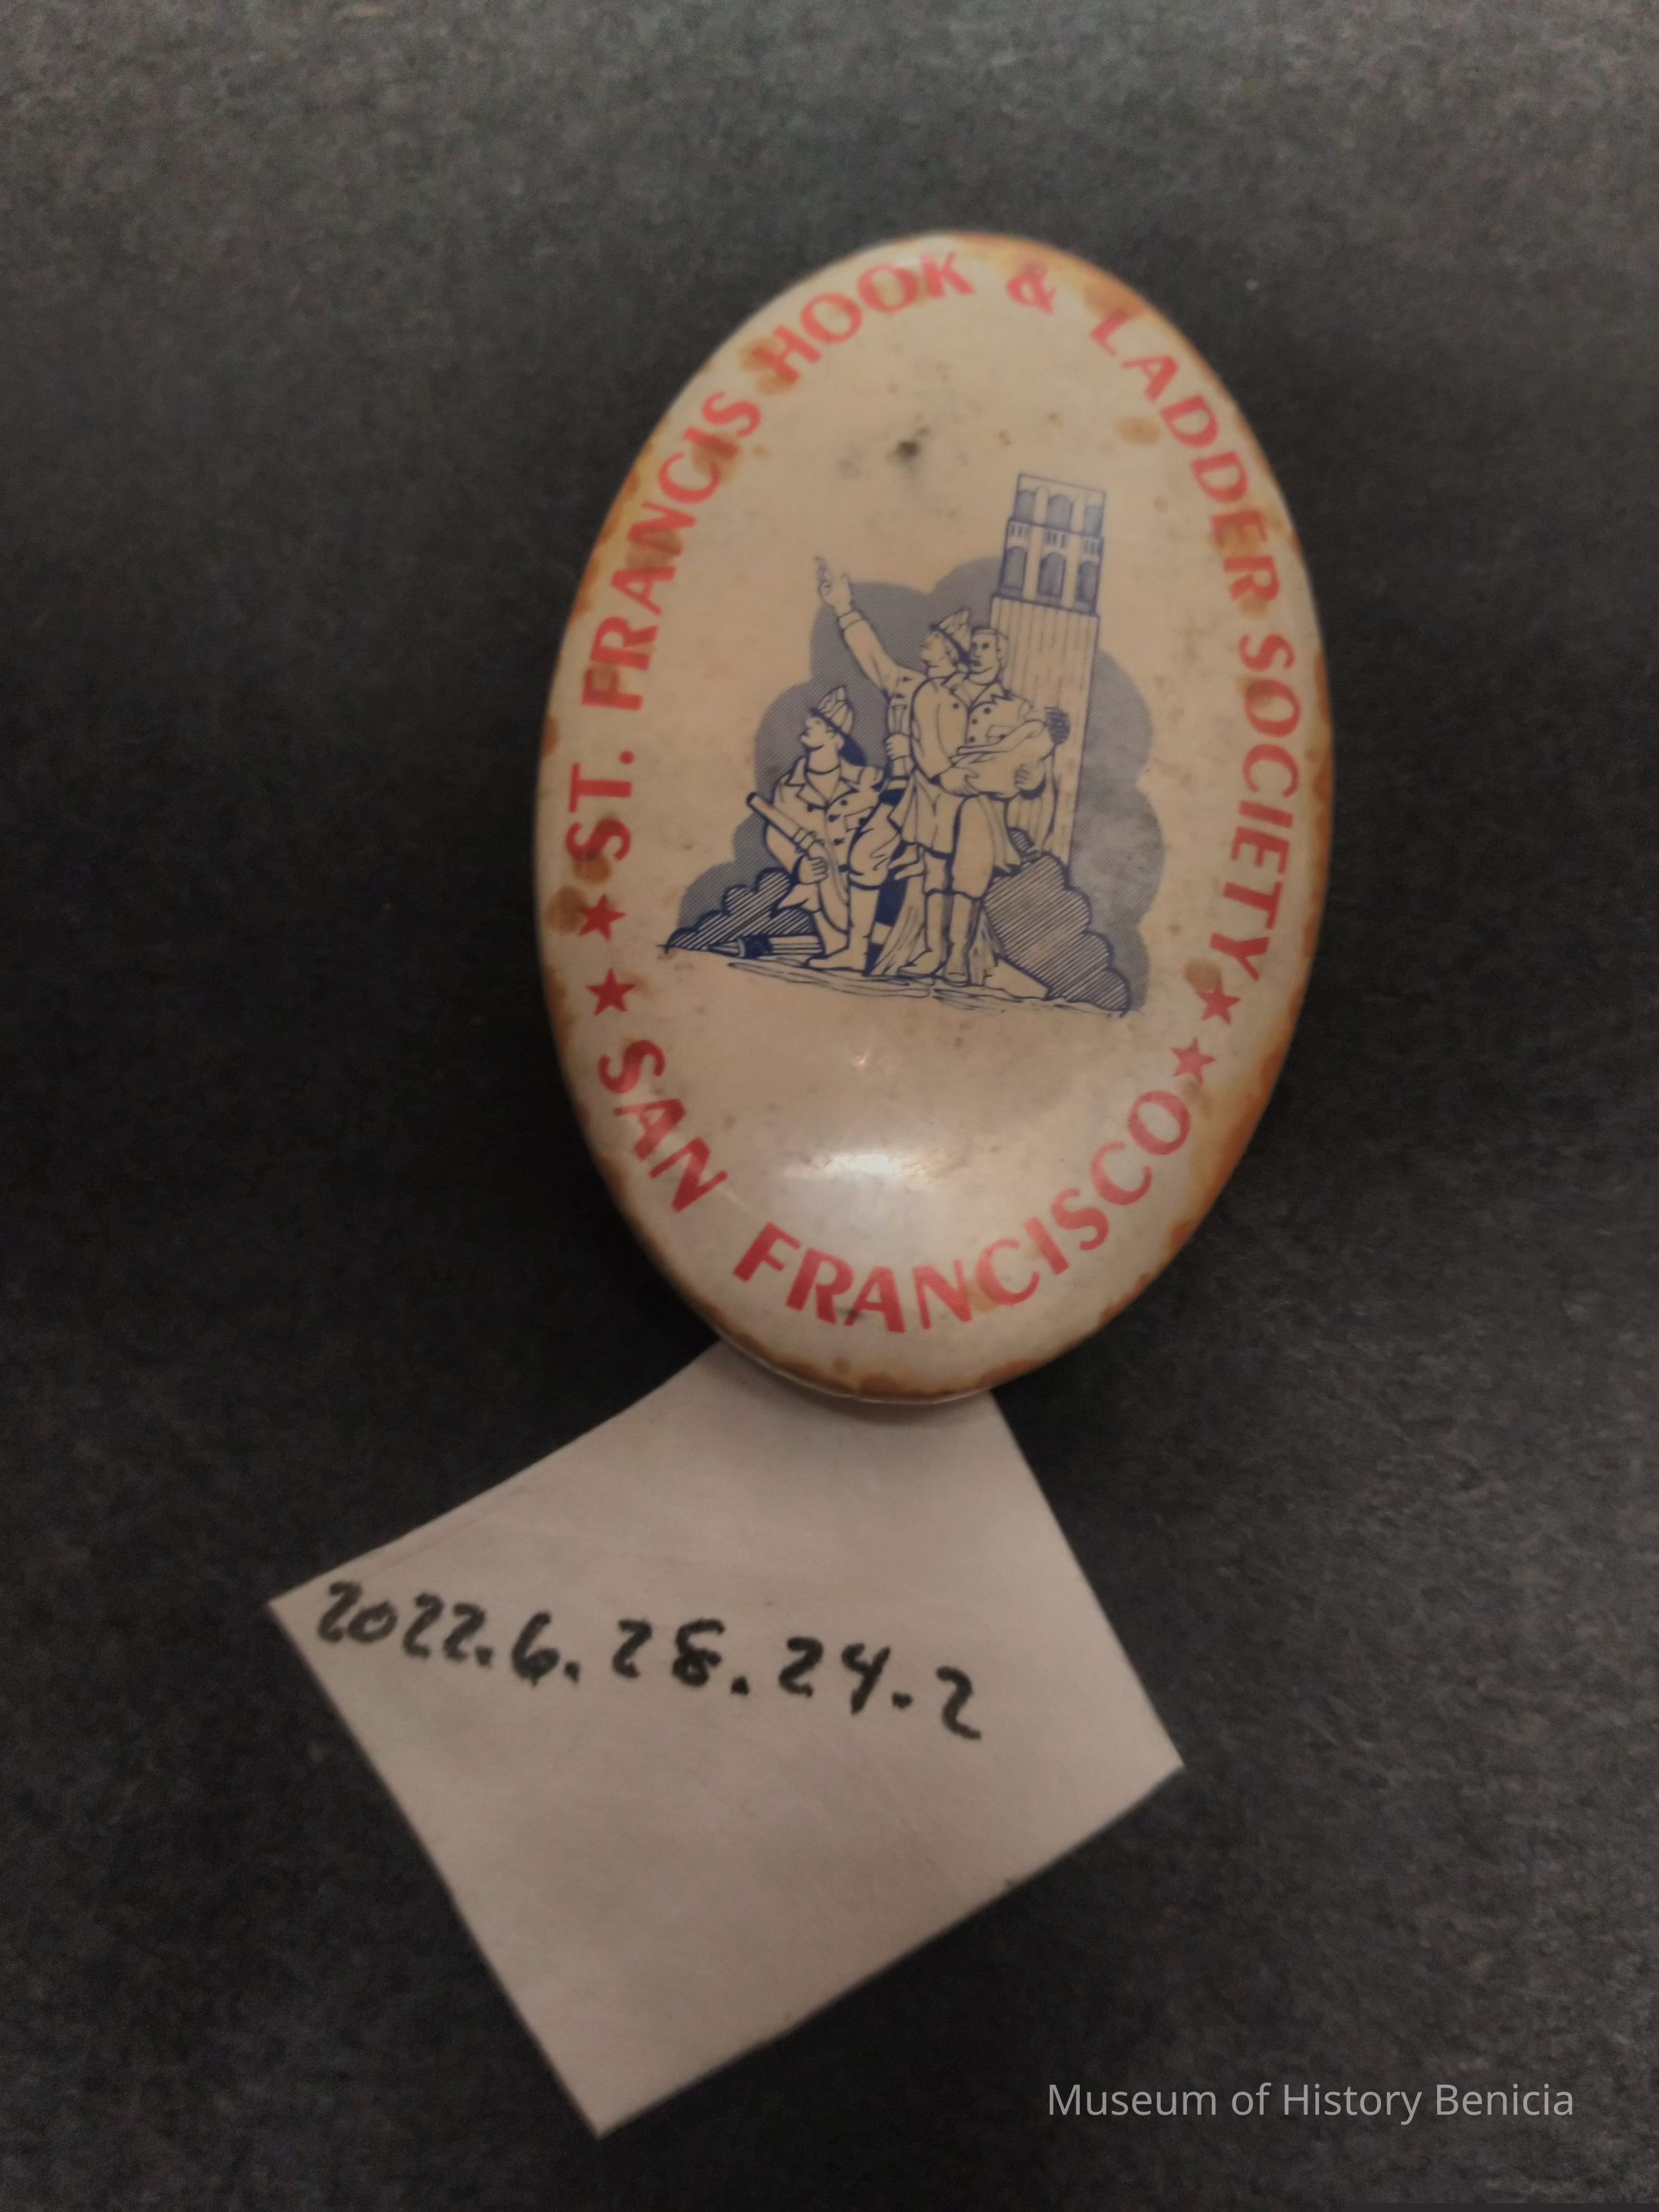 ★ ST. FRANCIS HOOK & LADDER SOCIETY ★
★ SAN FRANCISCO ★
2022.6.28.24.2
Museum of History Benicia